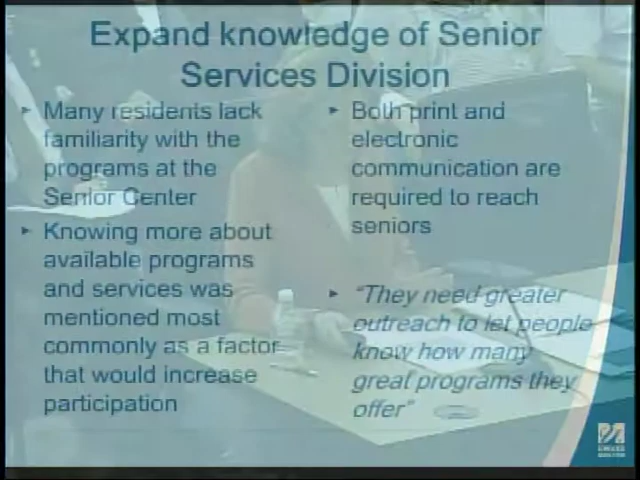 Expand knowledge of Senior
Services Division
Many residents lack
familiarity with the
programs at the
Senior Center
Knowing more about
available programs
and services was
mentioned most
commonly as a factor
that would increase
participation
Both print and
electronic
communication are
required to reach
seniors
"They need greater
outreach to let people
know how many
great programs they
offer"